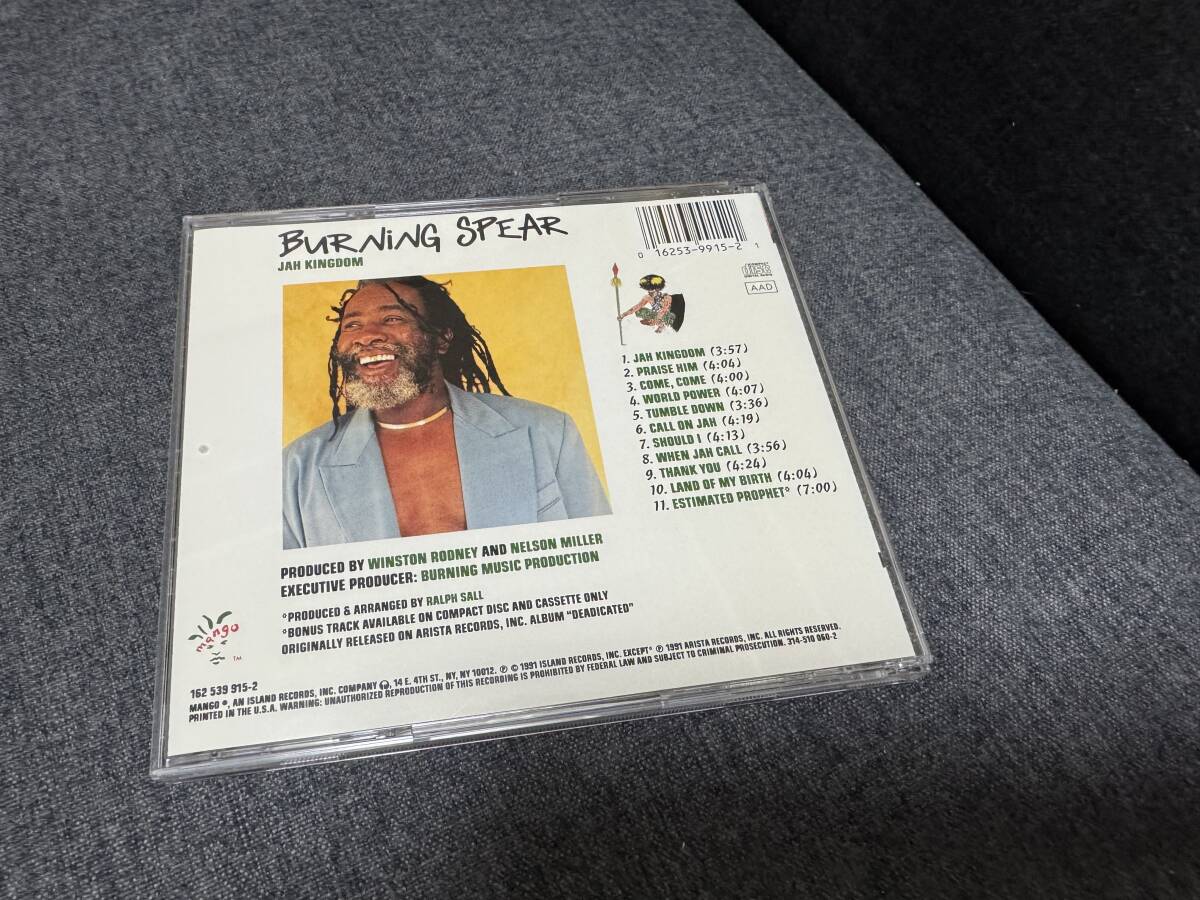 BURNING SPEAR
JAH KINGDOM
0 16253-9915-2 1
COMPACT
disc
DIGITAL AUDIO
AAD
1. JAH KINGDOM (3:57)
2. PRAISE HIM (4:04)
3. COME, COME (4:00)
4. WORLD POWER (4:07)
5. TUMBLE DOWN (3:36)
6. CALL ON JAH (4:19)
7. SHOULD I (4:13)
8. WHEN JAH CALL (3:56)
9. THANK YOU (4:24)
10. LAND OF MY BIRTH (4:04)
11. ESTIMATED PROPHET° (7:00)
PRODUCED BY WINSTON RODNEY AND NELSON MILLER
EXECUTIVE PRODUCER: BURNING MUSIC PRODUCTION
°PRODUCED & ARRANGED BY RALPH SALL
°BONUS TRACK AVAILABLE ON COMPACT DISC AND CASSETTE ONLY
ORIGINALLY RELEASED ON ARISTA RECORDS, INC. ALBUM "DEADICATED"
mango TM
162 539 915-2
MANGO ®, AN ISLAND RECORDS, INC. COMPANY, 14 E. 4TH ST., NY, NY 10012. ℗ © 1991 ISLAND RECORDS, INC. EXCEPT° ℗ 1991 ARISTA RECORDS, INC. ALL RIGHTS RESERVED.
PRINTED IN THE U.S.A. WARNING: UNAUTHORIZED REPRODUCTION OF THIS RECORDING IS PROHIBITED BY FEDERAL LAW AND SUBJECT TO CRIMINAL PROSECUTION. 314-510 060-2